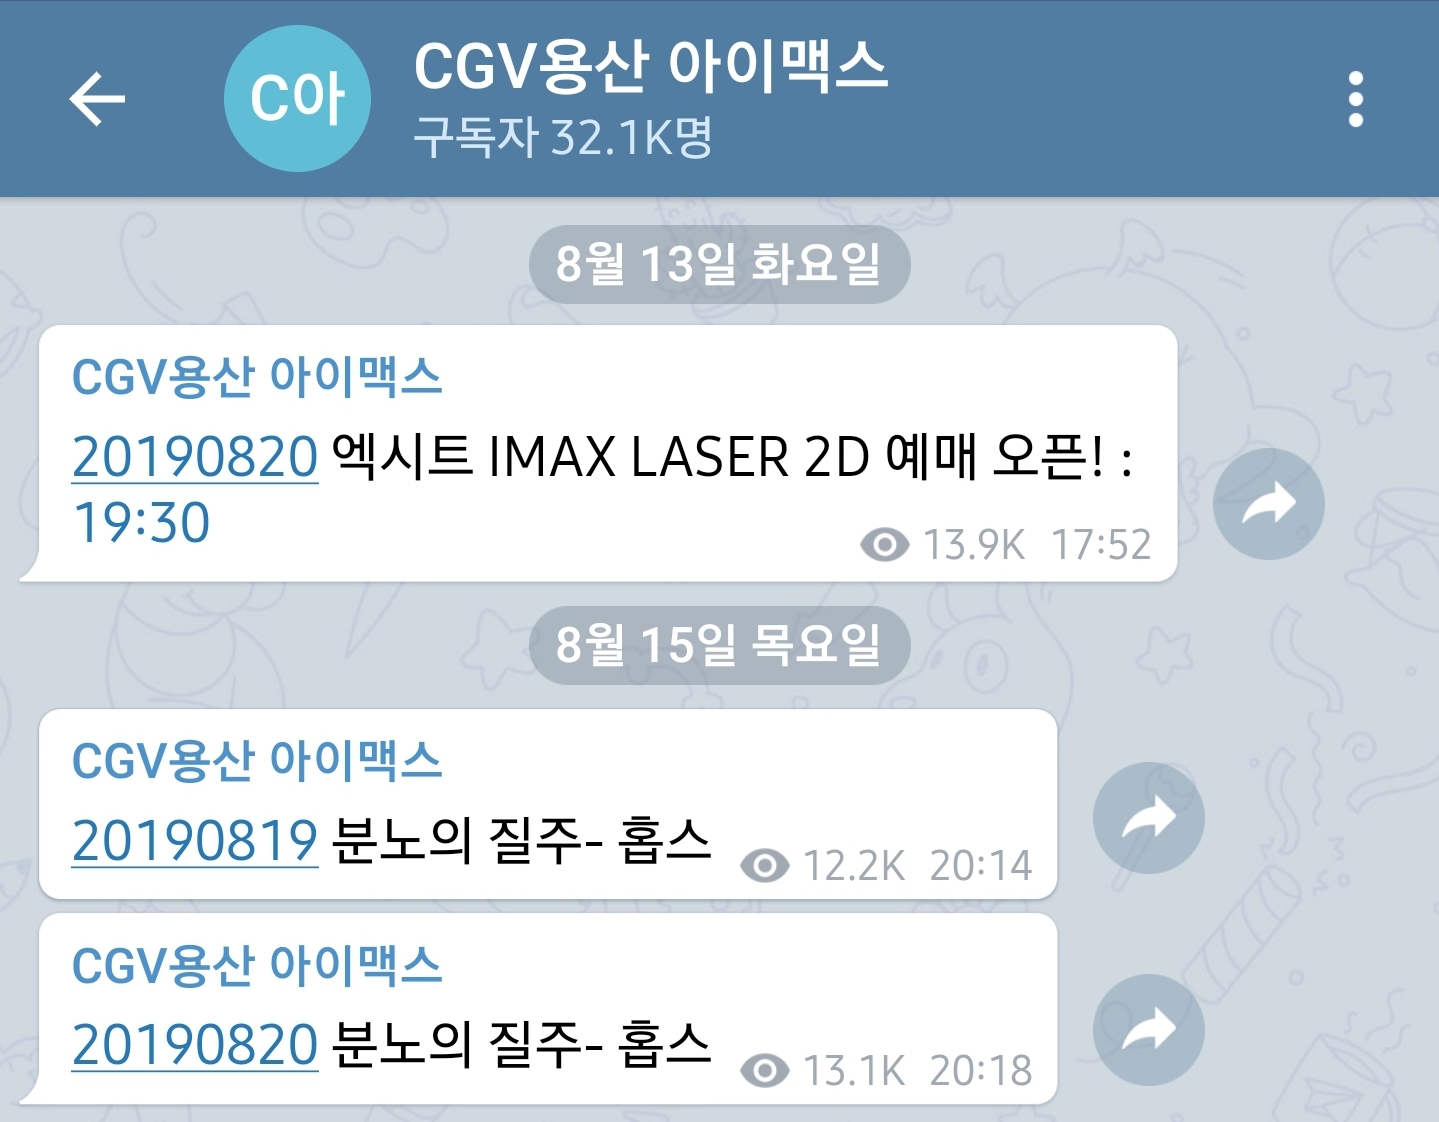 C아
CGV용산 아이맥스
구독자 32.1K명
8월 13일 화요일
CGV용산 아이맥스
20190820 엑시트 IMAX LASER 2D 예매 오픈! :
19:30
13.9K 17:52
8월 15일 목요일
CGV용산 아이맥스
20190819 분노의 질주- 홉스
12.2K 20:14
CGV용산 아이맥스
20190820 분노의 질주- 홉스
13.1K 20:18